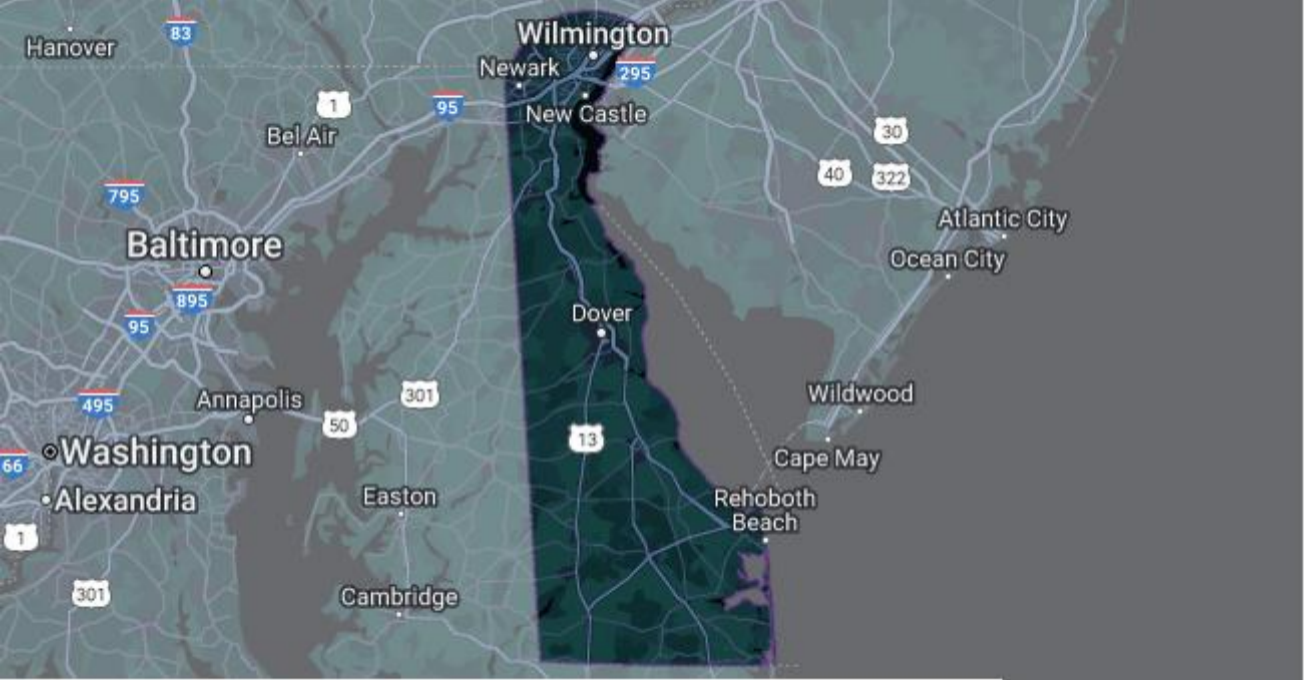 Wilmington
Hanover
83
Newark
295
1
95
New Castle
Bel Air
30
795
40
322
Atlantic City
Baltimore
Ocean City
895
Dover
95
301
Wildwood
495
Annapolis
50
13
66
Washington
Cape May
Alexandria
Easton
Rehoboth
Beach
1
301
Cambridge